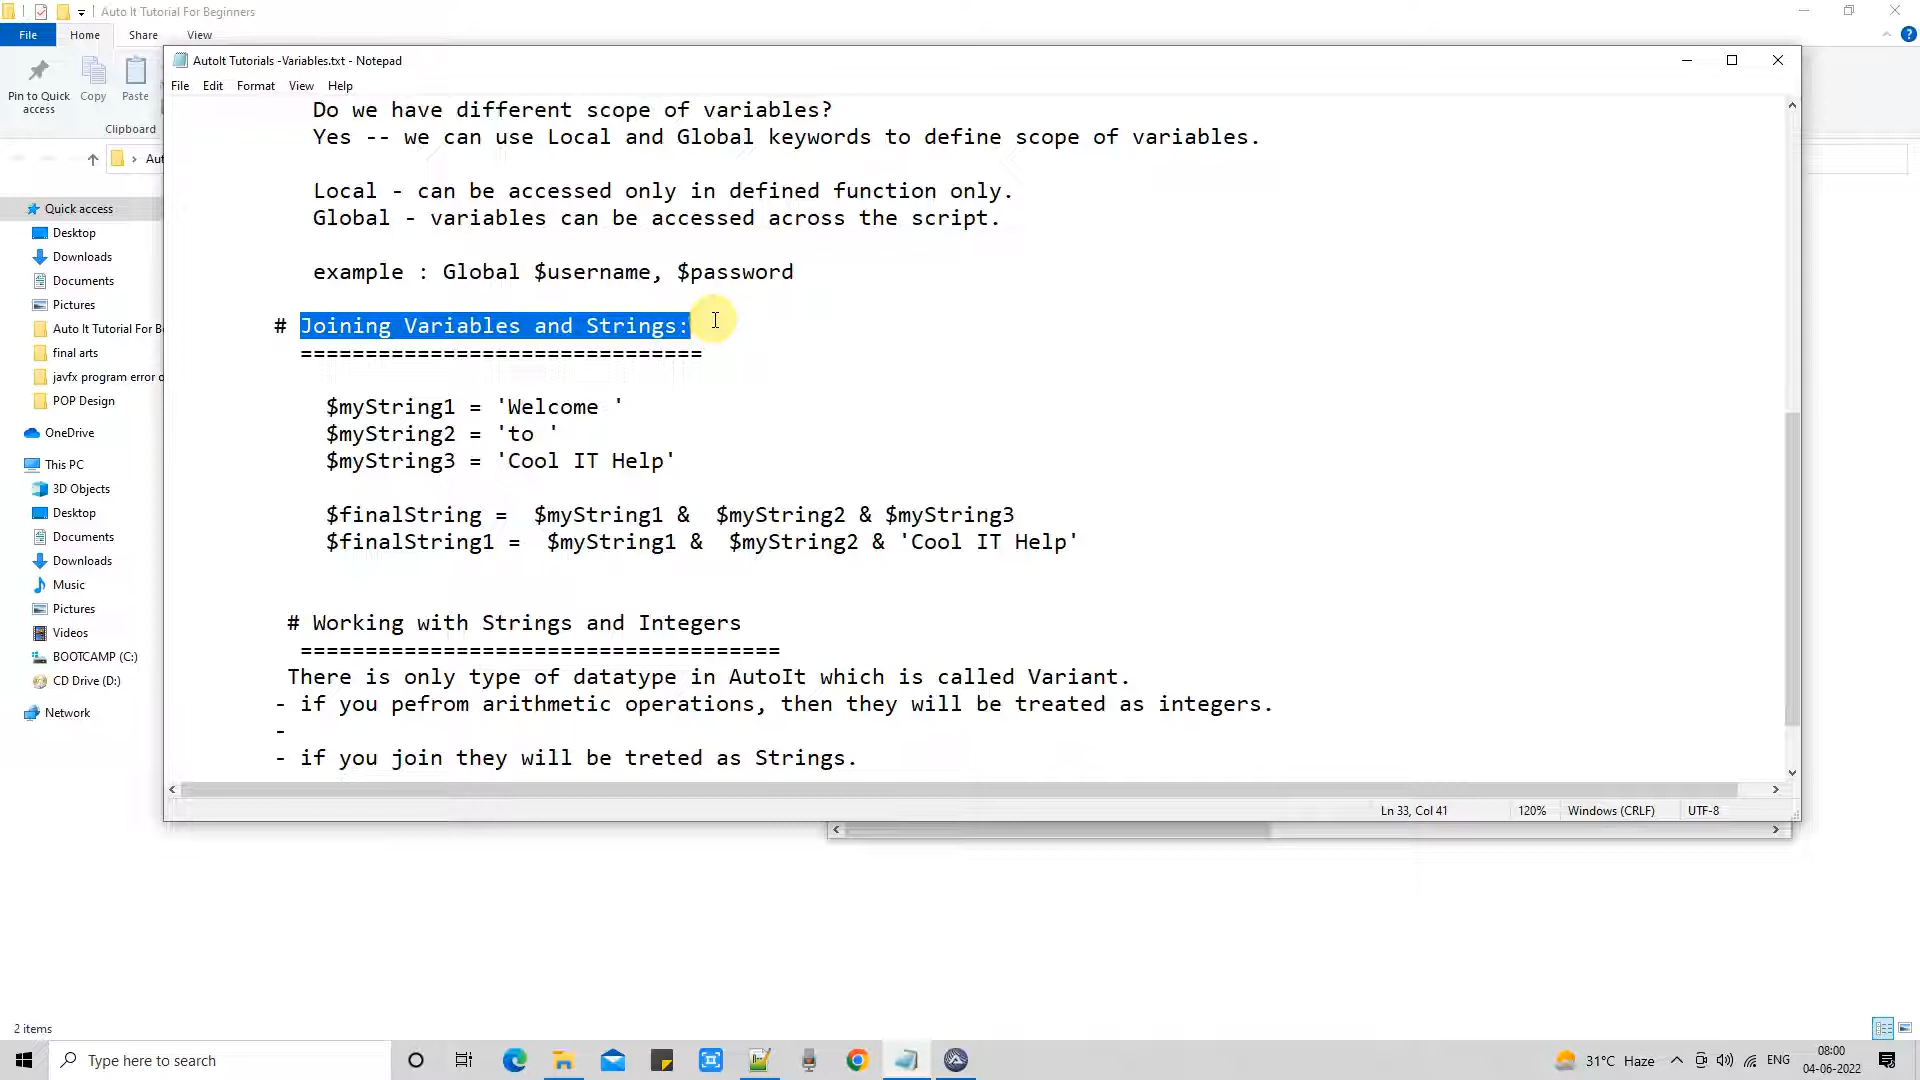 Auto It Tutorial For Beginners
File Home Share View
Pin to Quick access
Copy
Paste
Clipboard
Aut
AutoIt Tutorials -Variables.txt - Notepad
File Edit Format View Help
Do we have different scope of variables?
Yes -- we can use Local and Global keywords to define scope of variables.
Local - can be accessed only in defined function only.
Global - variables can be accessed across the script.
example : Global $username, $password
# Joining Variables and Strings:
===============================
$myString1 = 'Welcome '
$myString2 = 'to '
$myString3 = 'Cool IT Help'
$finalString =  $myString1 &  $myString2 & $myString3
$finalString1 =  $myString1 &  $myString2 & 'Cool IT Help'
# Working with Strings and Integers
=====================================
There is only type of datatype in AutoIt which is called Variant.
- if you pefrom arithmetic operations, then they will be treated as integers.
-
- if you join they will be treted as Strings.
Ln 33, Col 41 120% Windows (CRLF) UTF-8
Quick access
Desktop
Downloads
Documents
Pictures
Auto It Tutorial For B
final arts
javfx program error o
POP Design
OneDrive
This PC
3D Objects
Desktop
Documents
Downloads
Music
Pictures
Videos
BOOTCAMP (C:)
CD Drive (D:)
Network
2 items
Type here to search
31°C Haze
ENG
08:00
04-06-2022